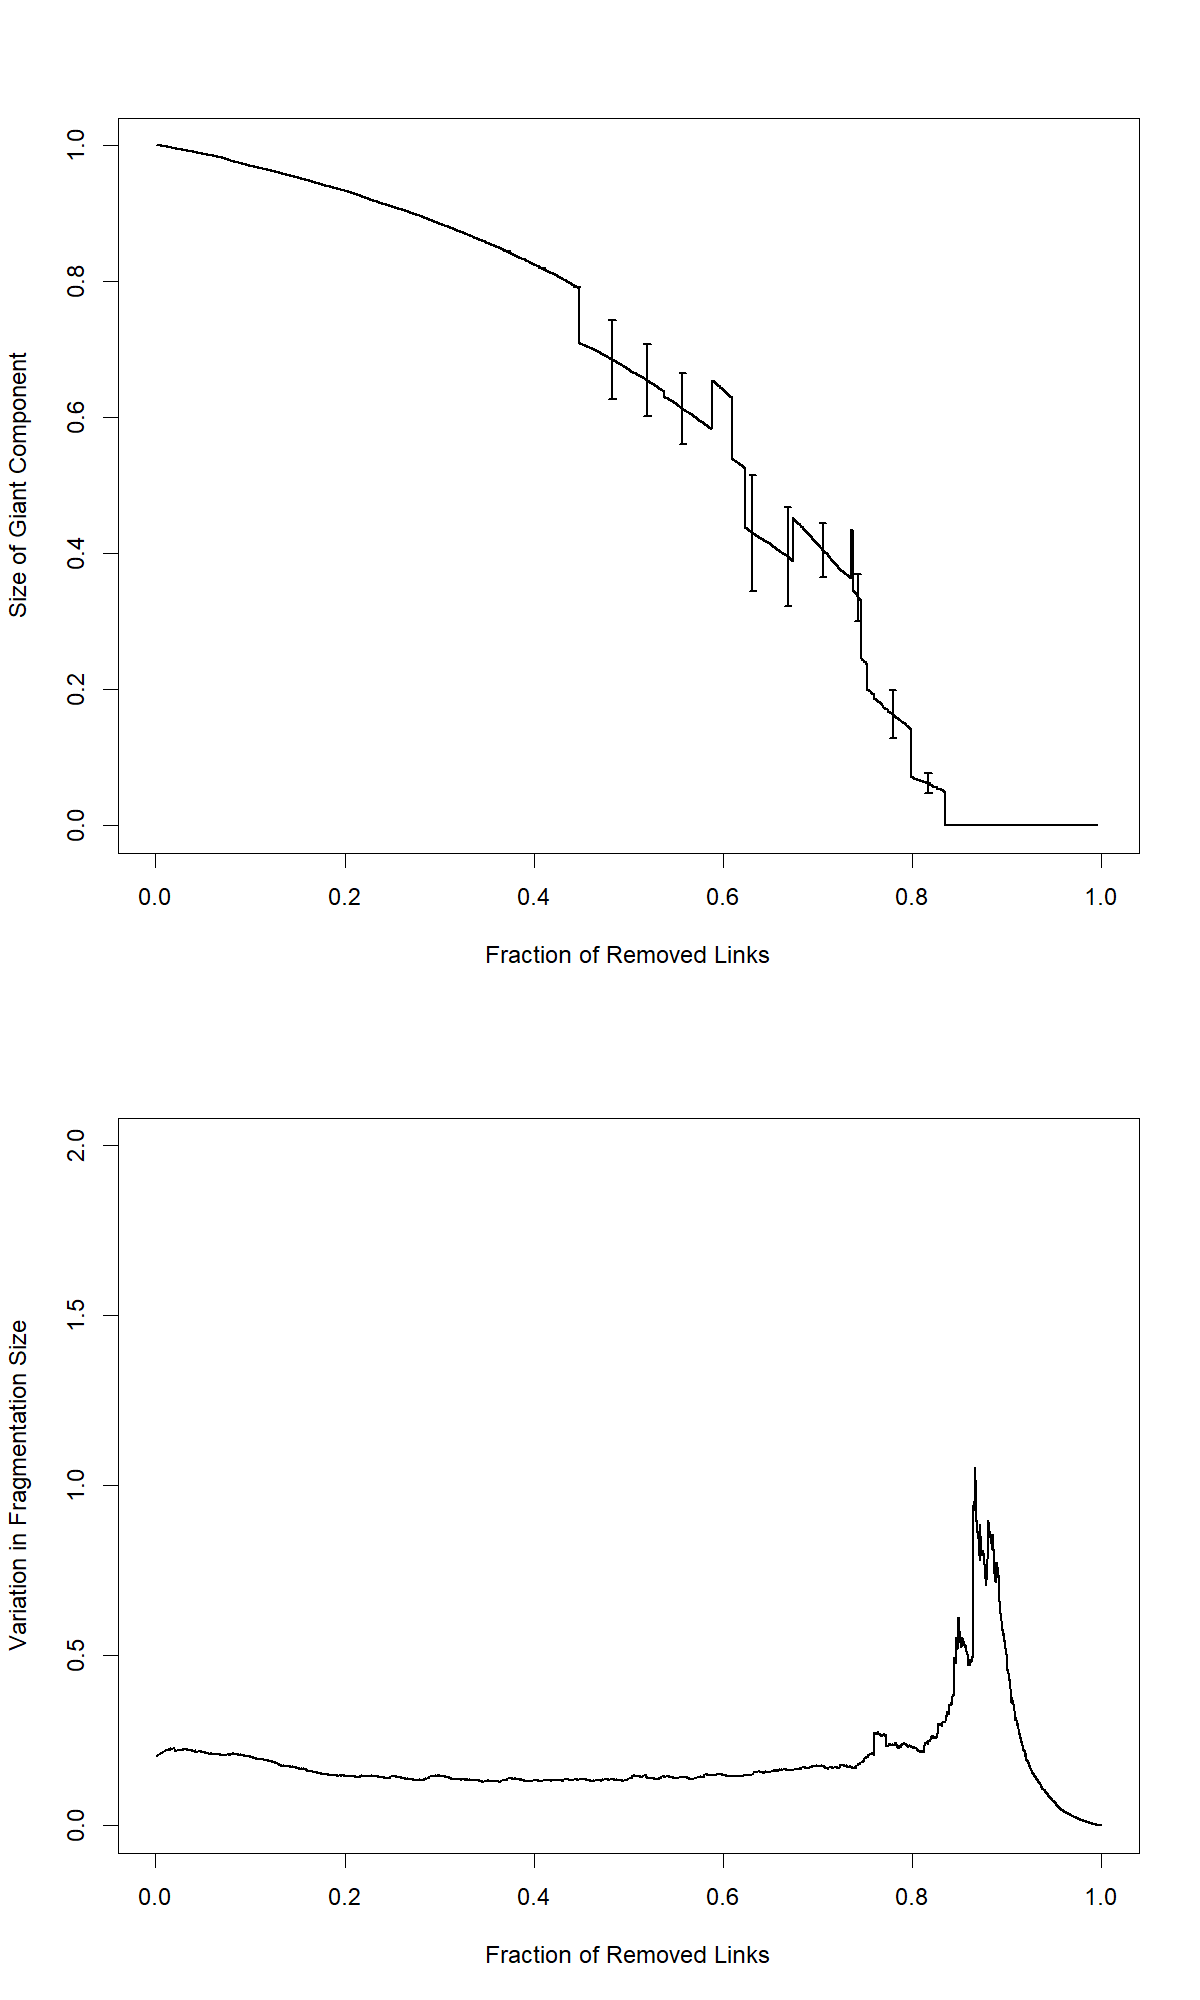 Size of Giant Component
1.0
0.8
0.6
0.4
0.2
0.0
0.0 0.2 0.4 0.6 0.8 1.0
Fraction of Removed Links
Variation in Fragmentation Size
2.0
1.5
1.0
0.5
0.0
0.0 0.2 0.4 0.6 0.8 1.0
Fraction of Removed Links